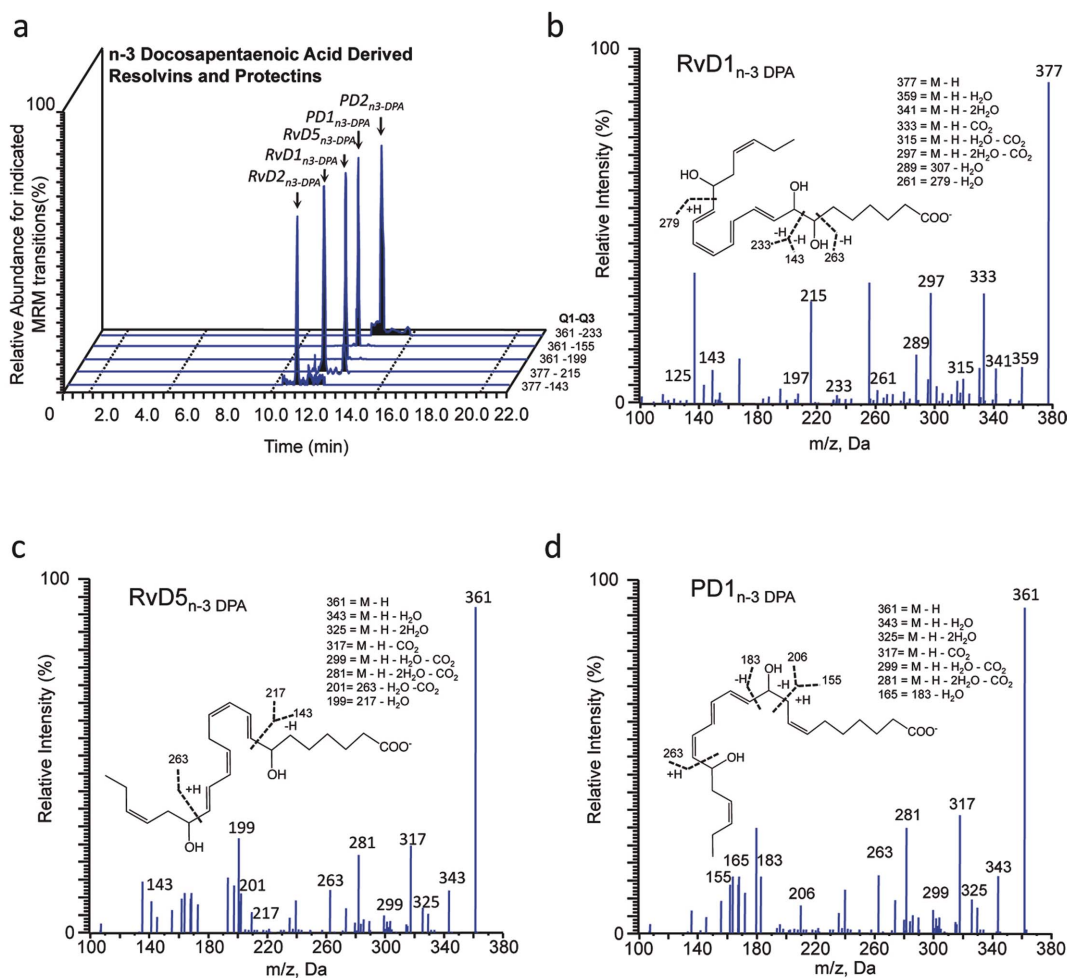 a
n-3 Docosapentaenoic Acid Derived
Resolvins and Protectins
Relative Abundance for indicated
MRM transitions(%)
100
0
PD2n3-DPA
PD1n3-DPA
RvD5n3-DPA
RvD1n3-DPA
RvD2n3-DPA
Q1-Q3
361 -233
361 -155
361 -199
377 - 215
377 -143
0 2.0 4.0 6.0 8.0 10.0 12.0 14.0 16.0 18.0 20.0 22.0
Time (min)
b
RvD1n-3 DPA
Relative Intensity (%)
100
0
377
377 = M - H
359 = M - H - H2O
341 = M - H - 2H2O
333 = M - H - CO2
315 = M - H - H2O - CO2
297 = M - H - 2H2O - CO2
289 = 307 - H2O
261 = 279 - H2O
HO
OH
COO-
+H
279
-H
-H
OH
-H
233
143
263
125 143 197 215 233 261 289 297 315 333 341 359
100 140 180 220 260 300 340 380
m/z, Da
c
RvD5n-3 DPA
Relative Intensity (%)
100
0
361
361 = M - H
343 = M - H - H2O
325 = M - H - 2H2O
317= M - H - CO2
299 = M - H - H2O - CO2
281= M - H - 2H2O - CO2
201= 263 -H2O -CO2
199= 217 -H2O
217
143
-H
COO-
OH
263
+H
OH
143 199 201 217 263 281 299 317 325 343
100 140 180 220 260 300 340 380
m/z, Da
d
PD1n-3 DPA
Relative Intensity (%)
100
0
361
361 = M - H
343 = M - H - H2O
325= M - H - 2H2O
317= M - H - CO2
299 = M - H - H2O - CO2
281 = M - H - 2H2O - CO2
165 = 183 - H2O
183
OH
206
-H
-H
155
+H
COO-
263
+H
OH
155 165 183 206 263 281 299 317 325 343
100 140 180 220 260 300 340 380
m/z, Da